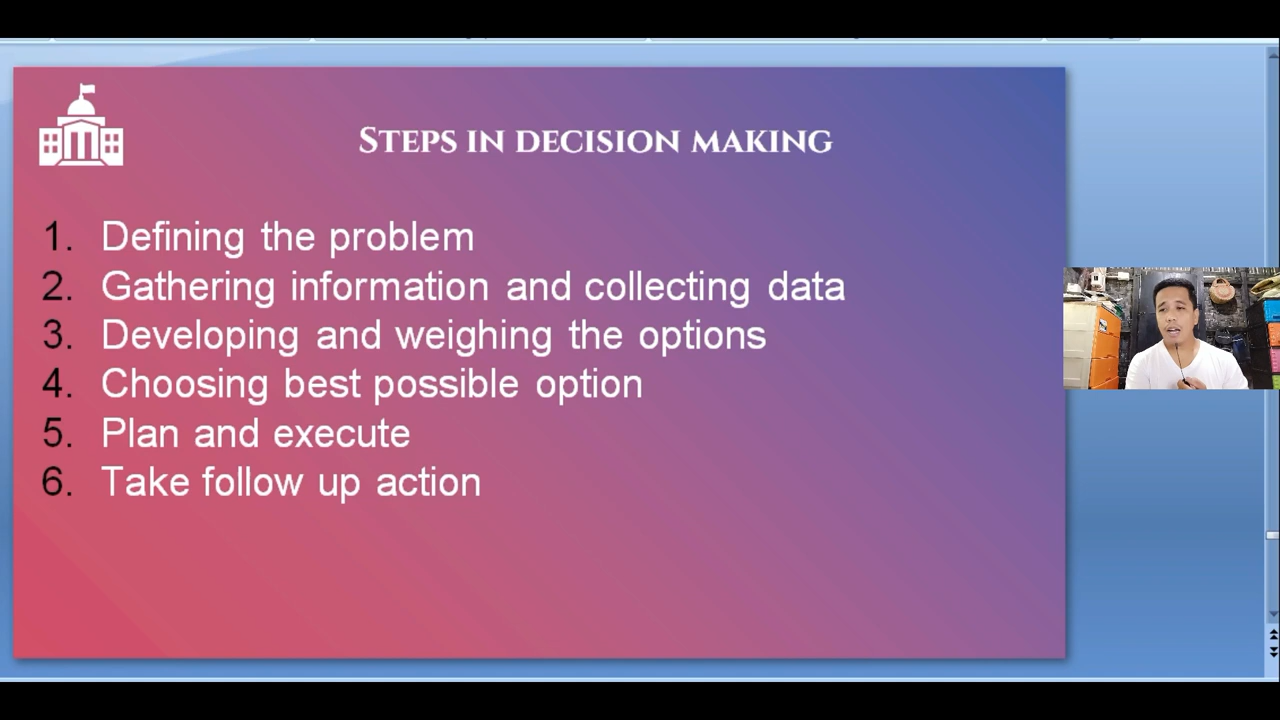 Steps in decision making
1. Defining the problem
2. Gathering information and collecting data
3. Developing and weighing the options
4. Choosing best possible option
5. Plan and execute
6. Take follow up action